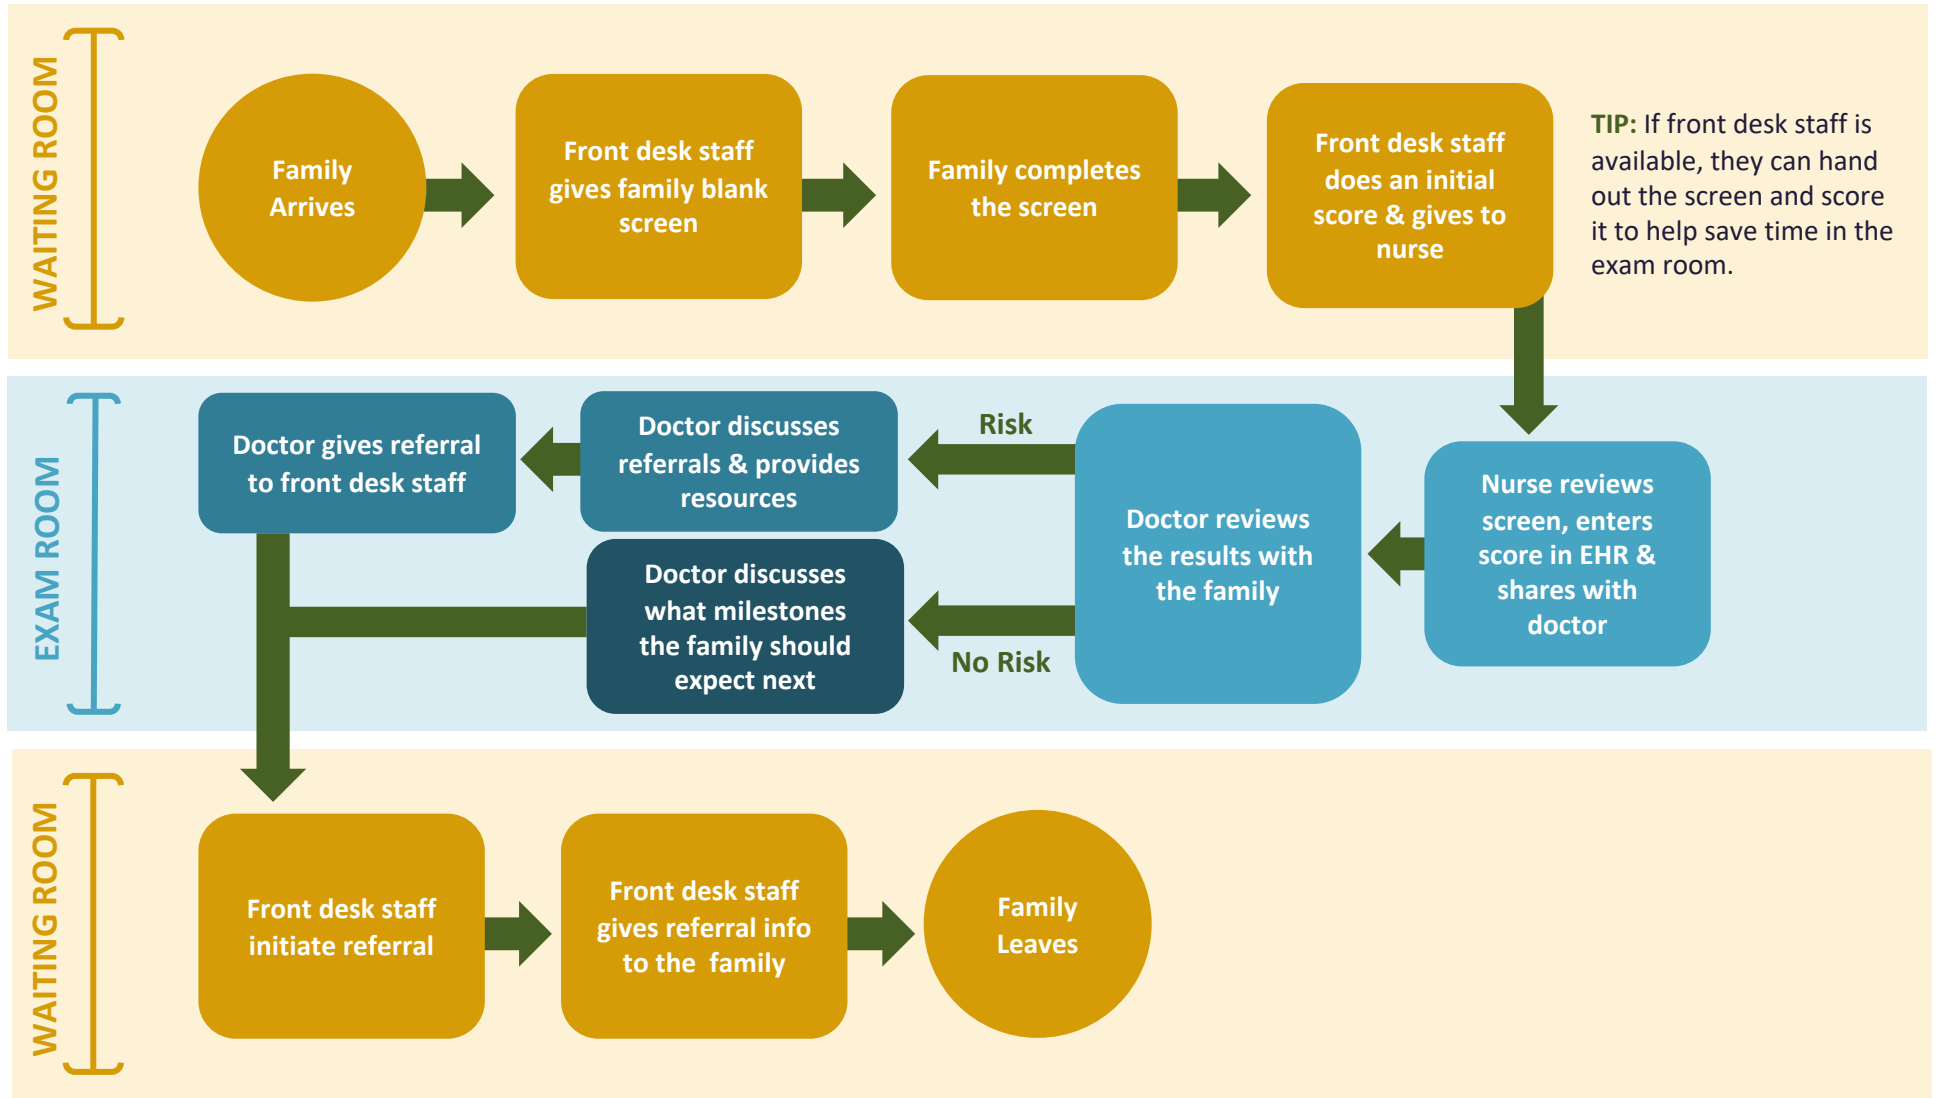 WAITING ROOM
Family
Arrives
Front desk staff
gives family blank
screen
Family completes
the screen
Front desk staff
does an initial
score & gives to
nurse
TIP: If front desk staff is
available, they can hand
out the screen and score
it to help save time in the
exam room.
EXAM ROOM
Doctor gives referral
to front desk staff
Doctor discusses
referrals & provides
resources
Risk
Doctor discusses
what milestones
the family should
expect next
No Risk
Doctor reviews
the results with
the family
Nurse reviews
screen, enters
score in EHR &
shares with
doctor
WAITING ROOM
Front desk staff
initiate referral
Front desk staff
gives referral info
to the  family
Family
Leaves